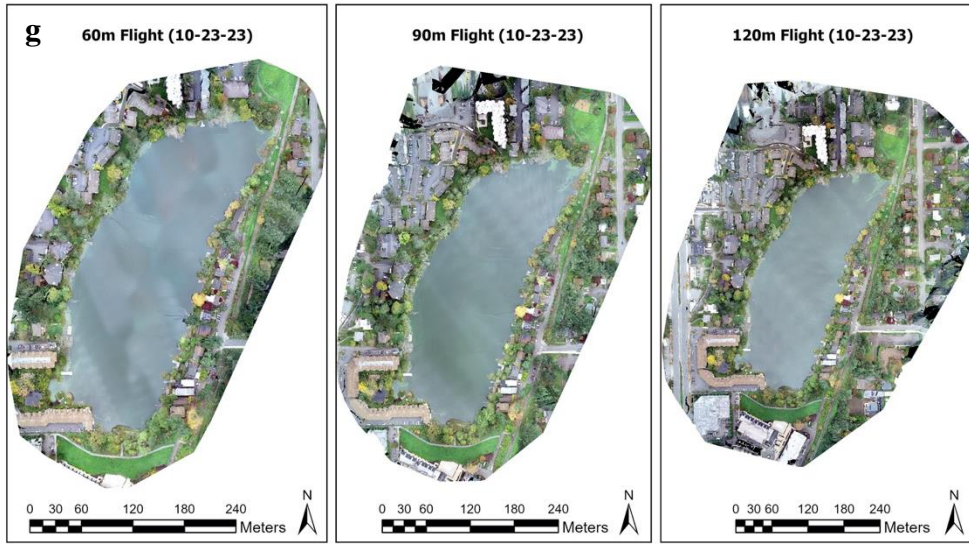 g
60m Flight (10-23-23)
90m Flight (10-23-23)
120m Flight (10-23-23)
N
0 30 60 120 180 240
Meters
N
0 30 60 120 180 240
Meters
N
0 30 60 120 180 240
Meters